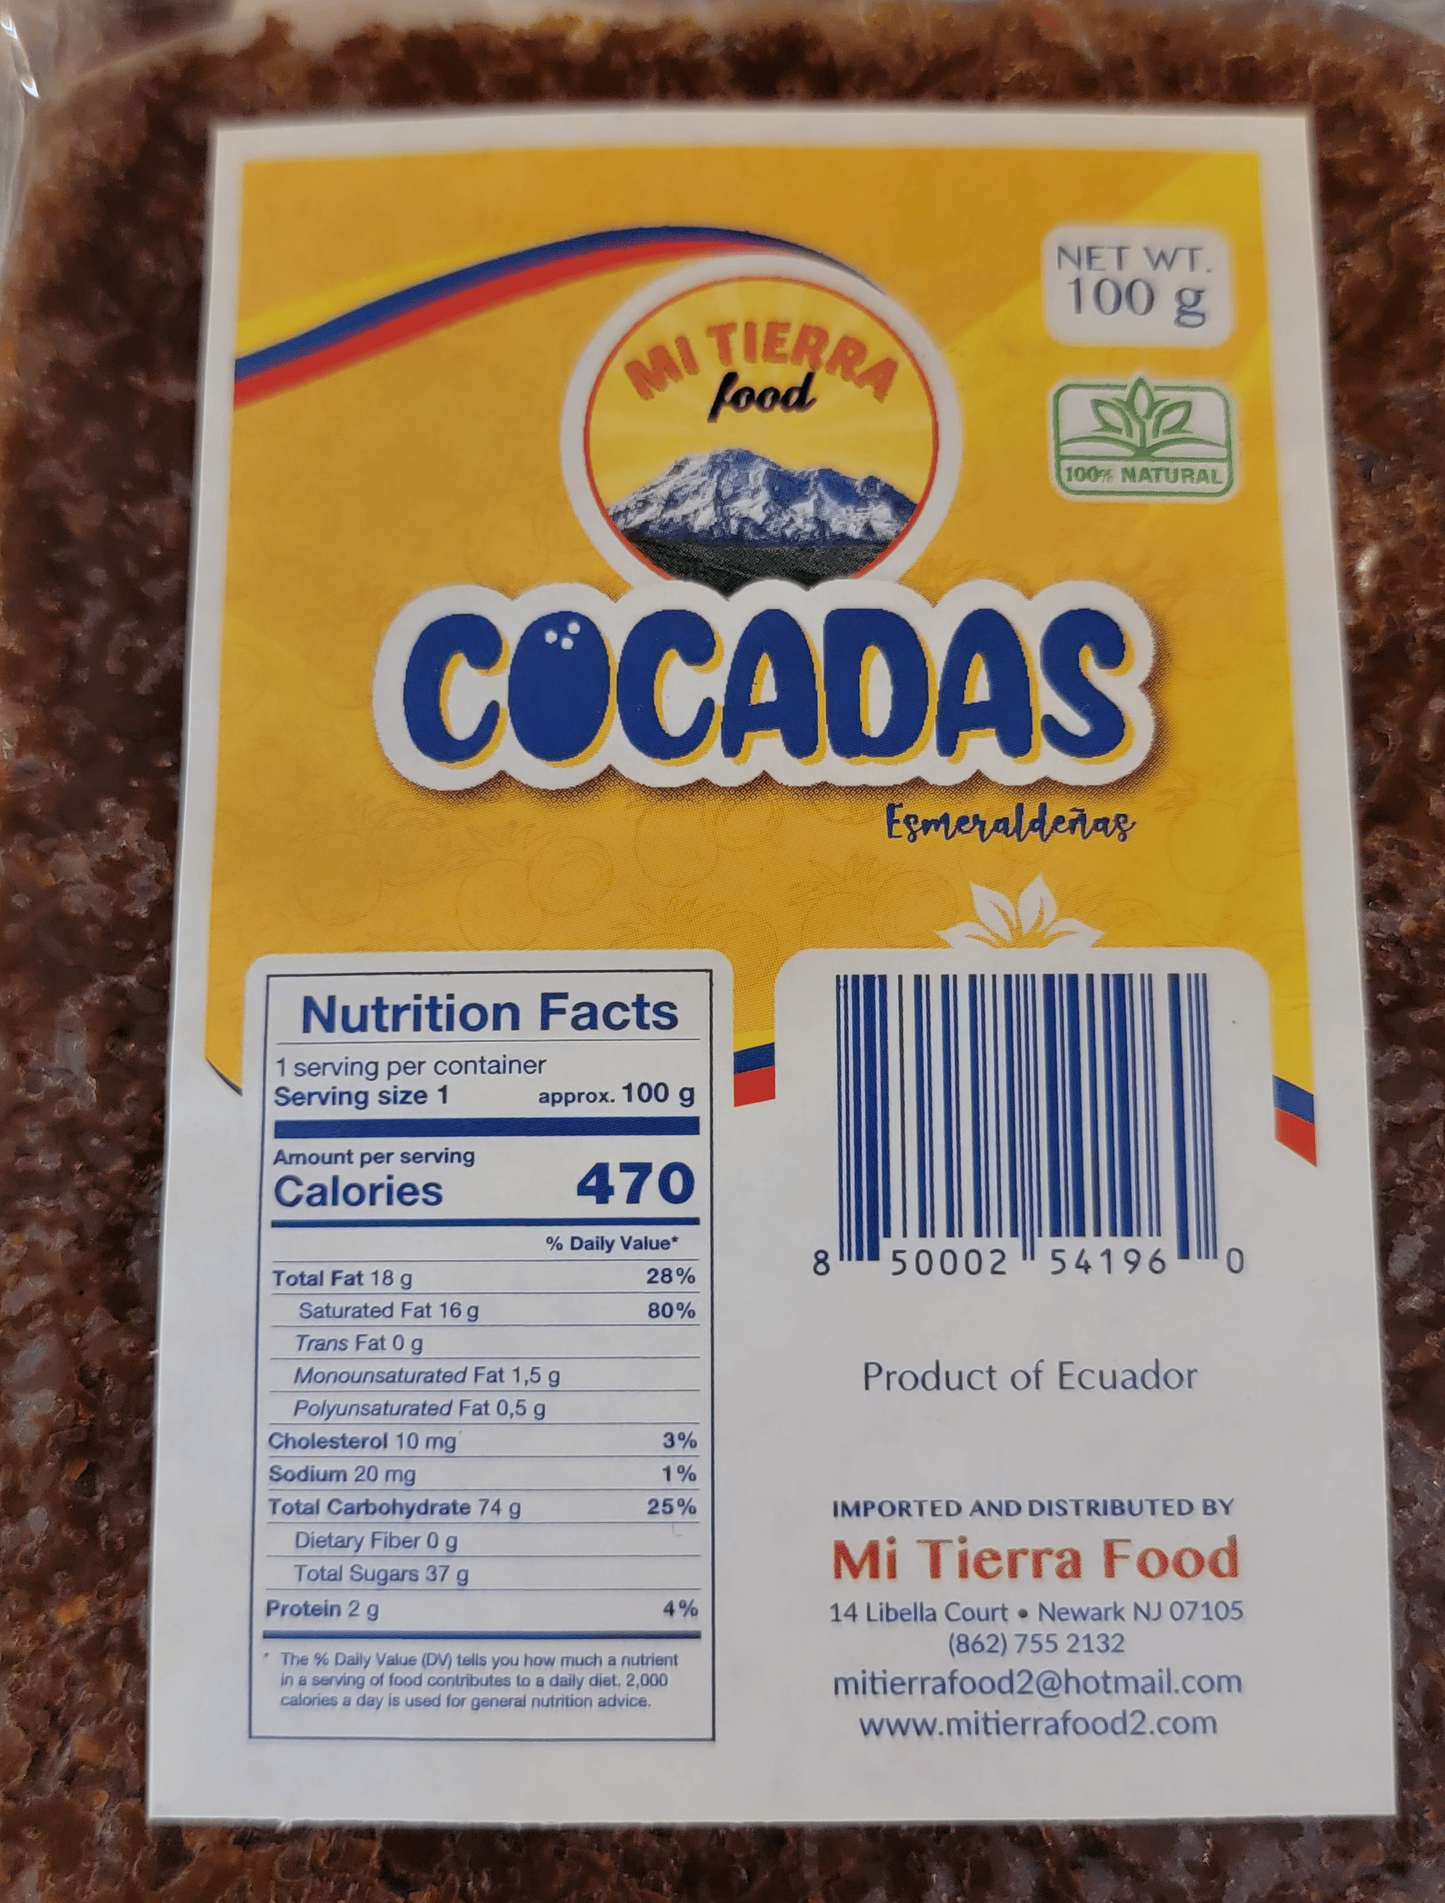 NET WT.
100 g
MI TIERRA
food
100% NATURAL
COCADAS
Esmeraldeñas
Nutrition Facts
1 serving per container
Serving size 1 approx. 100 g
Amount per serving
Calories 470
% Daily Value*
Total Fat 18 g 28%
Saturated Fat 16 g 80%
Trans Fat 0 g
Monounsaturated Fat 1,5 g
Polyunsaturated Fat 0,5 g
Cholesterol 10 mg 3%
Sodium 20 mg 1%
Total Carbohydrate 74 g 25%
Dietary Fiber 0 g
Total Sugars 37 g
Protein 2 g 4%
* The % Daily Value (DV) tells you how much a nutrient
in a serving of food contributes to a daily diet. 2,000
calories a day is used for general nutrition advice.
8 50002 54196 0
Product of Ecuador
IMPORTED AND DISTRIBUTED BY
Mi Tierra Food
14 Libella Court • Newark NJ 07105
(862) 755 2132
mitierrafood2@hotmail.com
www.mitierrafood2.com